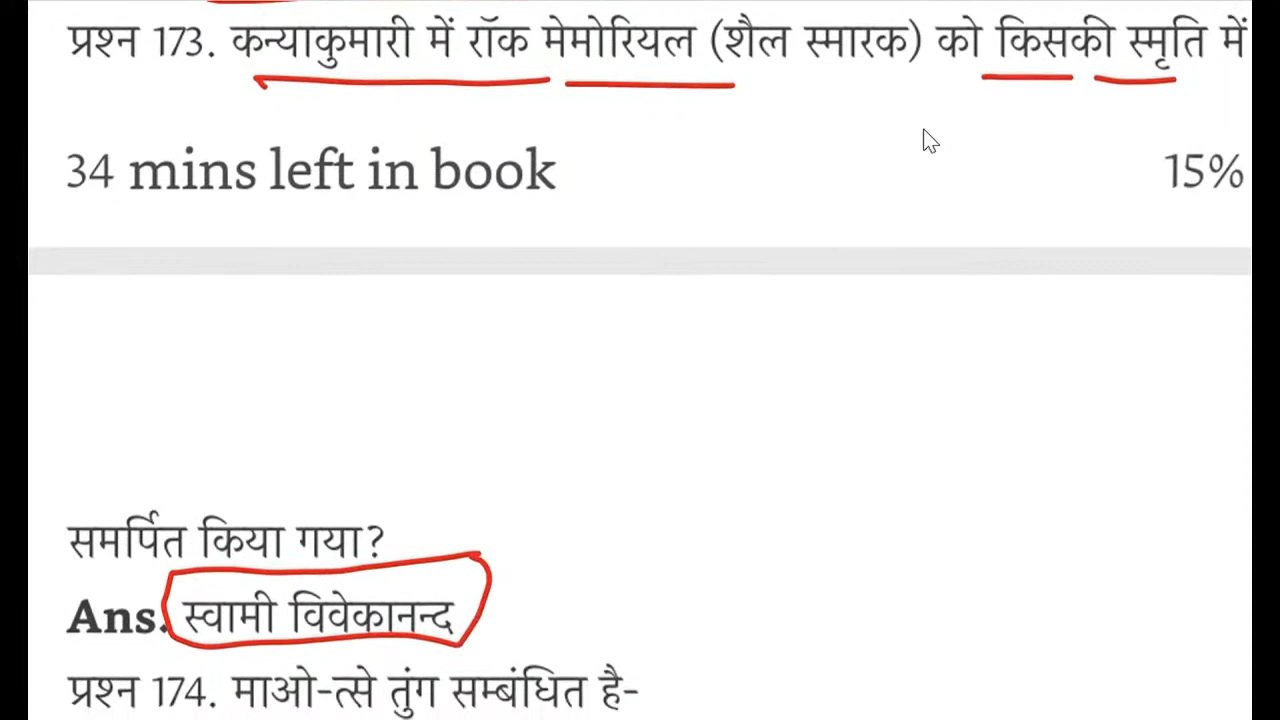 प्रश्न 173. कन्याकुमारी में रॉक मेमोरियल (शैल स्मारक) को किसकी स्मृति में
34 mins left in book 15%
समर्पित किया गया?
Ans. स्वामी विवेकानन्द
प्रश्न 174. माओ-त्से तुंग सम्बंधित है-